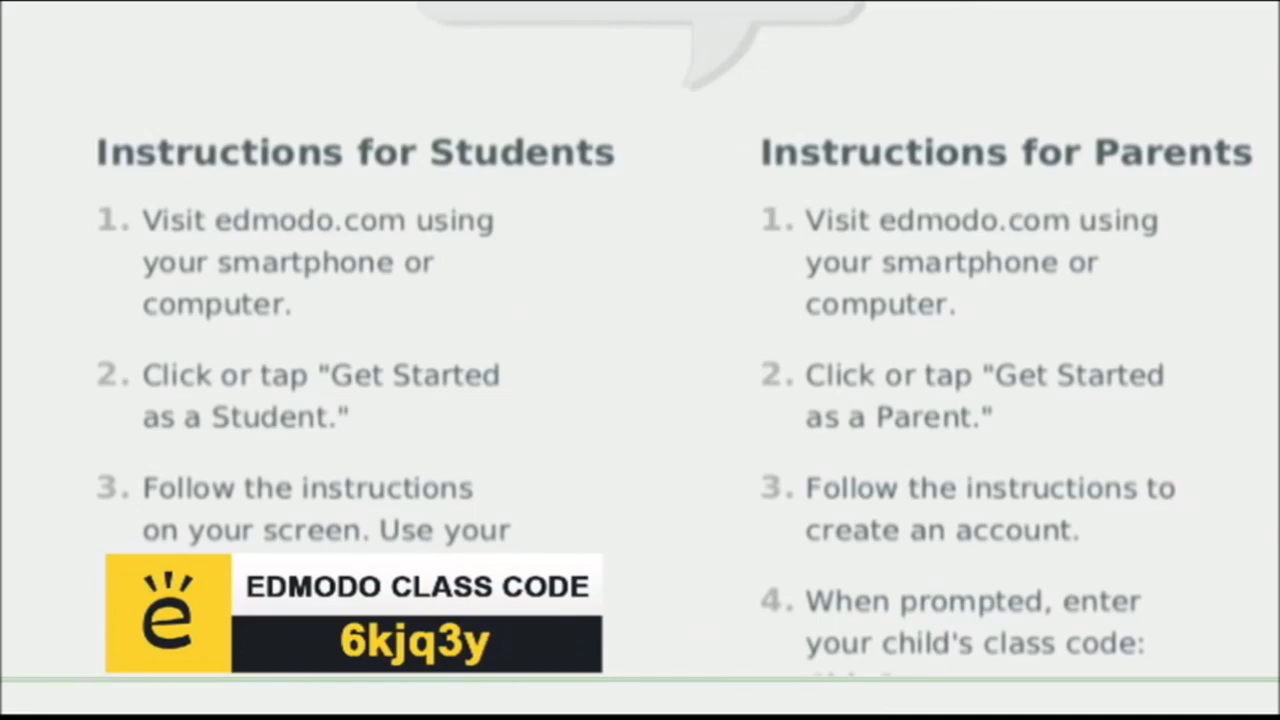 Instructions for Students
1. Visit edmodo.com using
your smartphone or
computer.
2. Click or tap "Get Started
as a Student."
3. Follow the instructions
on your screen. Use your
EDMODO CLASS CODE
6kjq3y
Instructions for Parents
1. Visit edmodo.com using
your smartphone or
computer.
2. Click or tap "Get Started
as a Parent."
3. Follow the instructions to
create an account.
4. When prompted, enter
your child's class code: